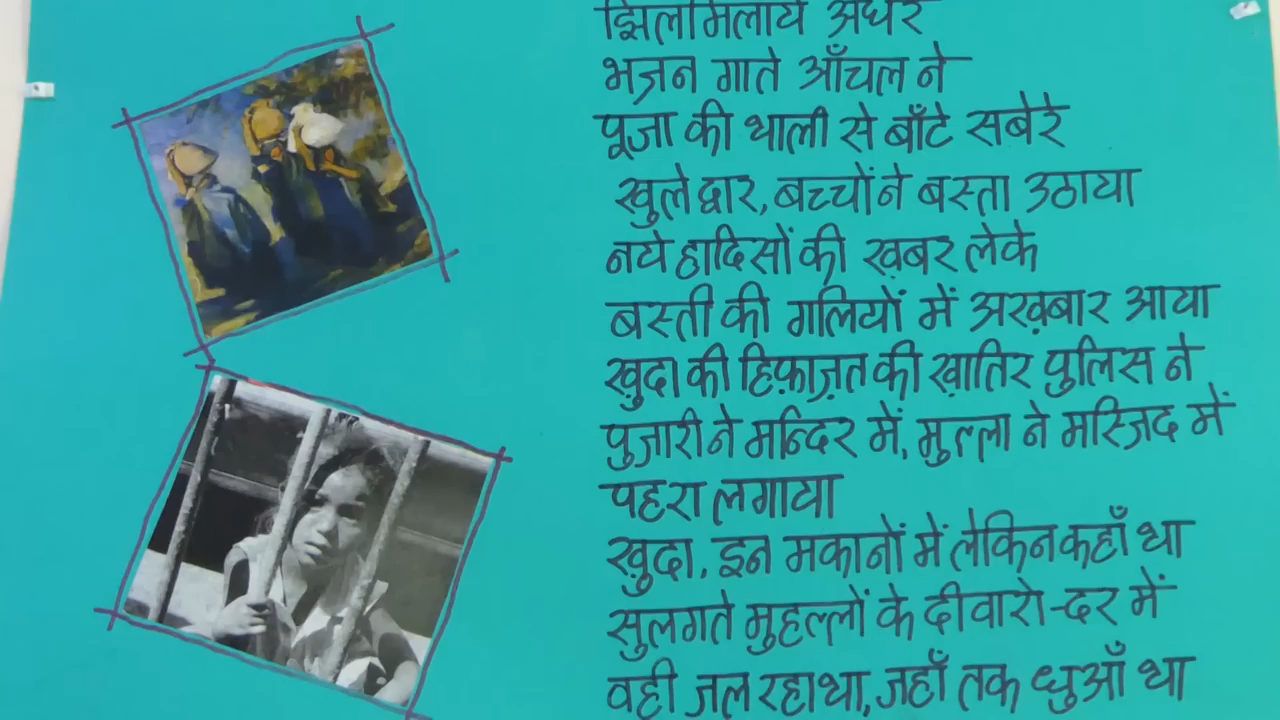 झिलमिलाये अंधेरे
भजन गाते आँचल ने
पूजा की थाली से बाँटे सबेरे
खुले द्वार, बच्चों ने बस्ता उठाया
नये हादिसों की ख़बर लेके
बस्ती की गलियों में अख़बार आया
ख़ुदा की हिफ़ाज़त की ख़ातिर पुलिस ने
पुजारी ने मन्दिर में, मुल्ला ने मस्जिद में
पहरा लगाया
ख़ुदा, इन मकानों में लेकिन कहाँ था
सुलगते मुहल्लों के दीवारो-दर में
वही जल रहा था, जहाँ तक धुआँ था